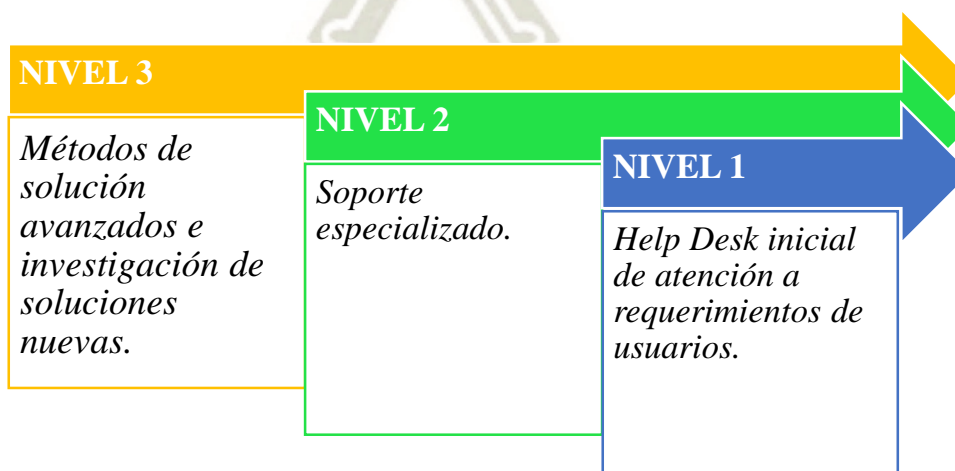 NIVEL 3
Métodos de
solución
avanzados e
investigación de
soluciones
nuevas.
NIVEL 2
Soporte
especializado.
NIVEL 1
Help Desk inicial
de atención a
requerimientos de
usuarios.